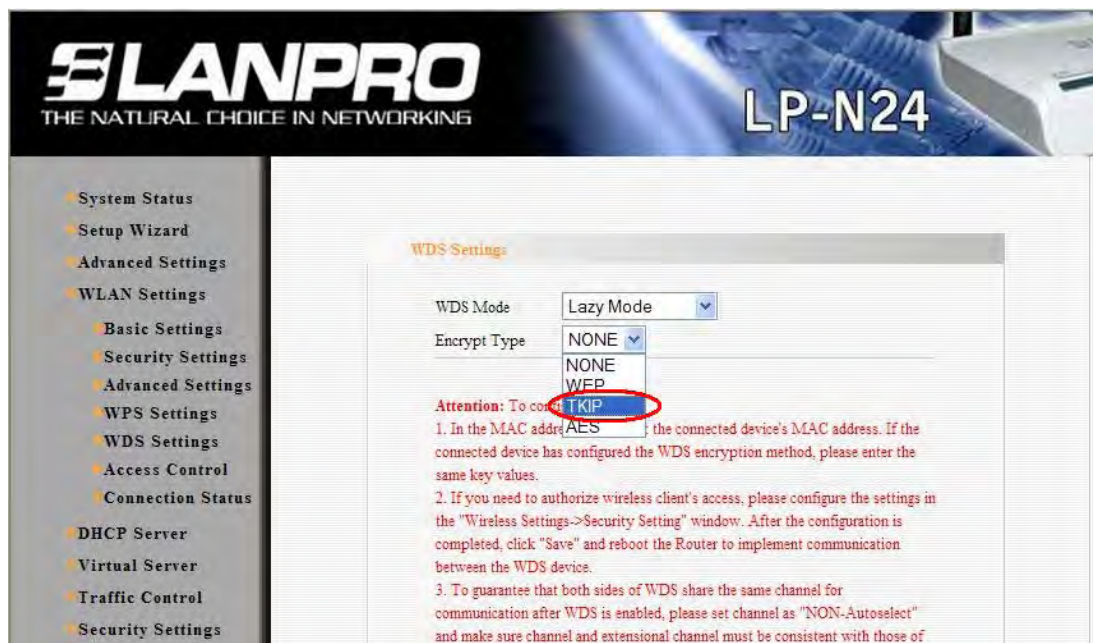 LANPRO
THE NATURAL CHOICE IN NETWORKING
LP-N24
System Status
Setup Wizard
Advanced Settings
WLAN Settings
Basic Settings
Security Settings
Advanced Settings
WPS Settings
WDS Settings
Access Control
Connection Status
DHCP Server
Virtual Server
Traffic Control
Security Settings
WDS Settings
WDS Mode Lazy Mode
Encrypt Type NONE
NONE
WEP
TKIP
AES
Attention: To
1. In the MAC the connected device's MAC address. If the
connected device has configured the WDS encryption method, please enter the
same key values.
2. If you need to authorize wireless client's access, please configure the settings in
the "Wireless Settings->Security Setting" window. After the configuration is
completed, click "Save" and reboot the Router to implement communication
between the WDS device.
3. To guarantee that both sides of WDS share the same channel for
communication after WDS is enabled, please set channel as "NON-Autoselect"
and make sure channel and extensional channel must be consistent with those of